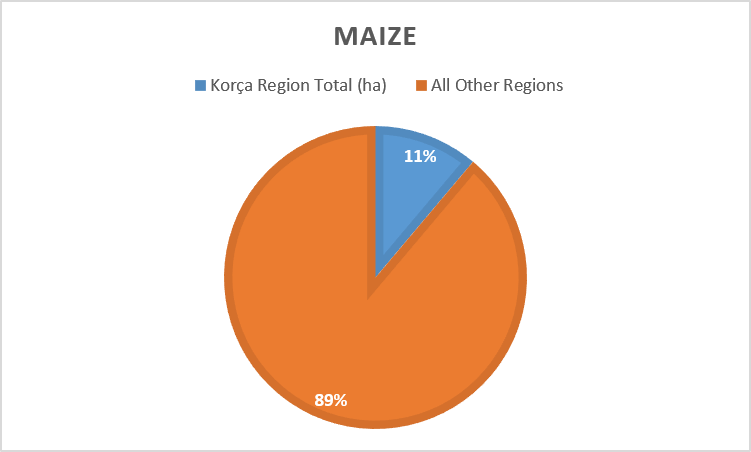 MAIZE
Korça Region Total (ha) All Other Regions
11%
89%